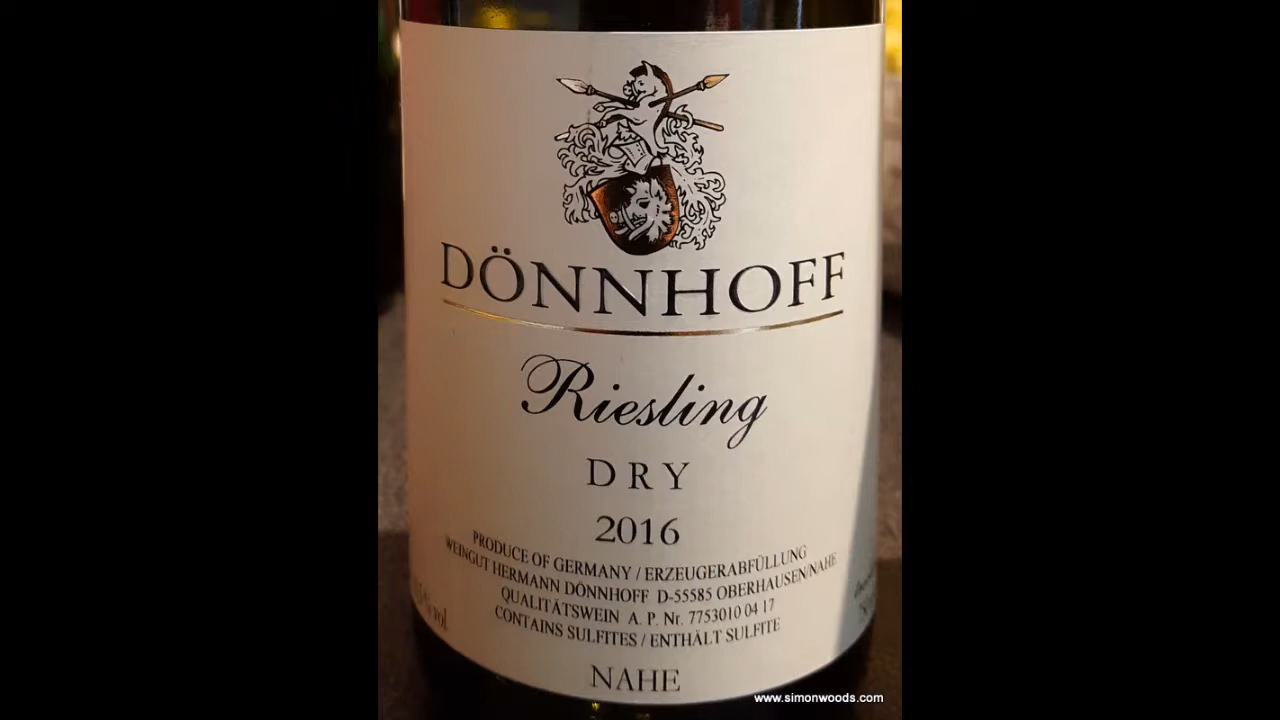 DÖNNHOFF
Riesling
DRY
2016
PRODUCE OF GERMANY / ERZEUGERABFÜLLUNG
WEINGUT HERMANN DÖNNHOFF D-55585 OBERHAUSEN/NAHE
QUALITÄTSWEIN A. P. Nr. 7753010 04 17
CONTAINS SULFITES / ENTHÄLT SULFITE
% vol
NAHE
www.simonwoods.com